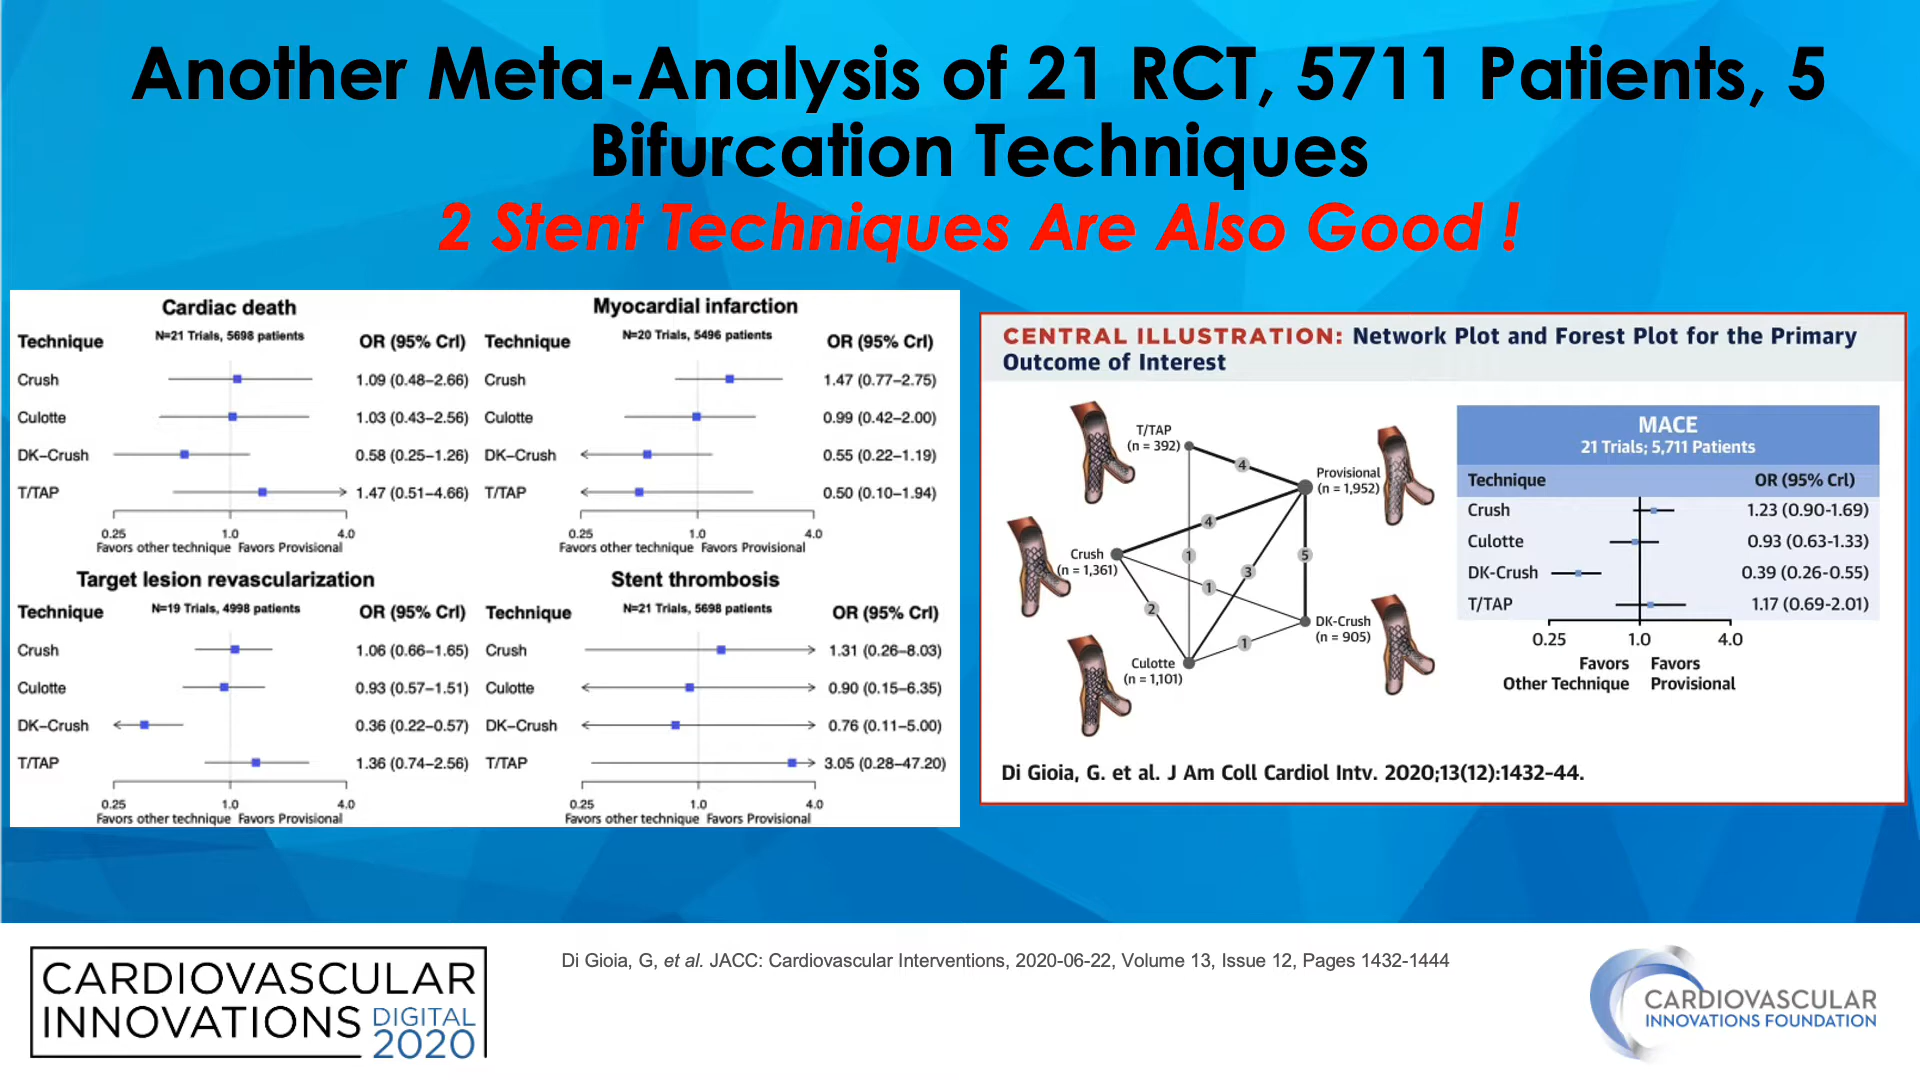 Another Meta-Analysis of 21 RCT, 5711 Patients, 5
Bifurcation Techniques
2 Stent Techniques Are Also Good !
Cardiac death
Technique N=21 Trials, 5698 patients OR (95% CrI)
Crush 1.09 (0.48–2.66)
Culotte 1.03 (0.43–2.56)
DK–Crush 0.58 (0.25–1.26)
T/TAP 1.47 (0.51–4.66)
0.25 1.0 4.0
Favors other technique Favors Provisional
Myocardial infarction
Technique N=20 Trials, 5496 patients OR (95% CrI)
Crush 1.47 (0.77–2.75)
Culotte 0.99 (0.42–2.00)
DK–Crush 0.55 (0.22–1.19)
T/TAP 0.50 (0.10–1.94)
0.25 1.0 4.0
Favors other technique Favors Provisional
Target lesion revascularization
Technique N=19 Trials, 4998 patients OR (95% CrI)
Crush 1.06 (0.66–1.65)
Culotte 0.93 (0.57–1.51)
DK–Crush 0.36 (0.22–0.57)
T/TAP 1.36 (0.74–2.56)
0.25 1.0 4.0
Favors other technique Favors Provisional
Stent thrombosis
Technique N=21 Trials, 5698 patients OR (95% CrI)
Crush 1.31 (0.26–8.03)
Culotte 0.90 (0.15–6.35)
DK–Crush 0.76 (0.11–5.00)
T/TAP 3.05 (0.28–47.20)
0.25 1.0 4.0
Favors other technique Favors Provisional
CENTRAL ILLUSTRATION: Network Plot and Forest Plot for the Primary
Outcome of Interest
T/TAP
(n = 392)
4
Provisional
(n = 1,952)
4
Crush
(n = 1,361)
1
5
3
1
2
DK-Crush
(n = 905)
1
Culotte
(n = 1,101)
MACE
21 Trials; 5,711 Patients
Technique OR (95% CrI)
Crush 1.23 (0.90-1.69)
Culotte 0.93 (0.63-1.33)
DK-Crush 0.39 (0.26-0.55)
T/TAP 1.17 (0.69-2.01)
0.25 1.0 4.0
Favors Favors
Other Technique Provisional
Di Gioia, G. et al. J Am Coll Cardiol Intv. 2020;13(12):1432–44.
Di Gioia, G, et al. JACC: Cardiovascular Interventions, 2020-06-22, Volume 13, Issue 12, Pages 1432-1444
CARDIOVASCULAR
INNOVATIONS DIGITAL
2020
CARDIOVASCULAR
INNOVATIONS FOUNDATION